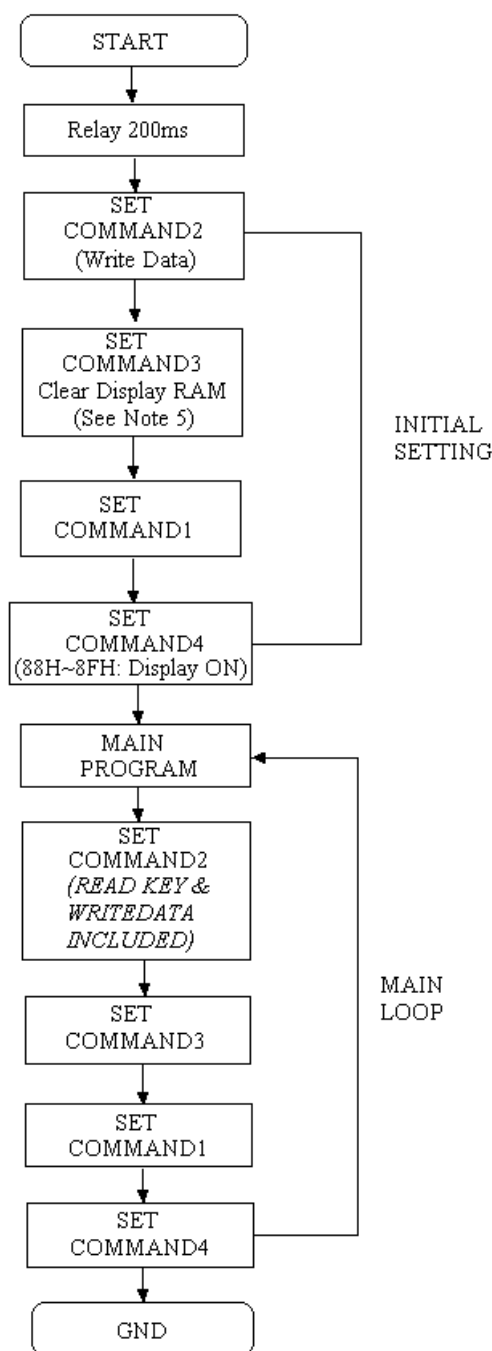 START
Relay 200ms
SET
COMMAND2
(Write Data)
SET
COMMAND3
Clear Display RAM
(See Note 5)
INITIAL
SETTING
SET
COMMAND1
SET
COMMAND4
(88H~8FH: Display ON)
MAIN
PROGRAM
SET
COMMAND2
(READ KEY &
WRITEDATA
INCLUDED)
MAIN
LOOP
SET
COMMAND3
SET
COMMAND1
SET
COMMAND4
GND